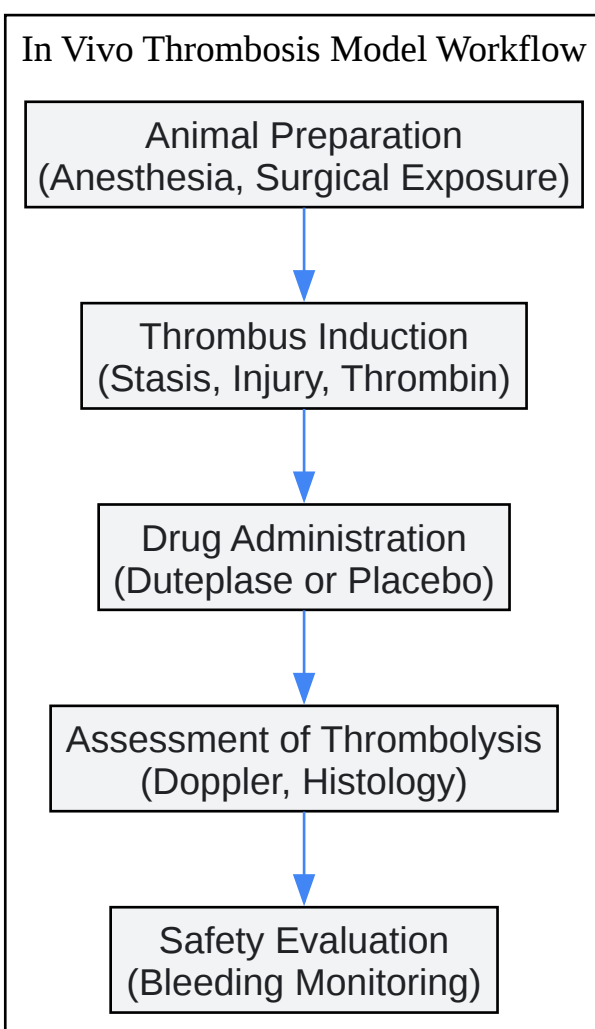 In Vivo Thrombosis Model Workflow
Animal Preparation
(Anesthesia, Surgical Exposure)
Thrombus Induction
(Stasis, Injury, Thrombin)
Drug Administration
(Duteplase or Placebo)
Assessment of Thrombolysis
(Doppler, Histology)
Safety Evaluation
(Bleeding Monitoring)